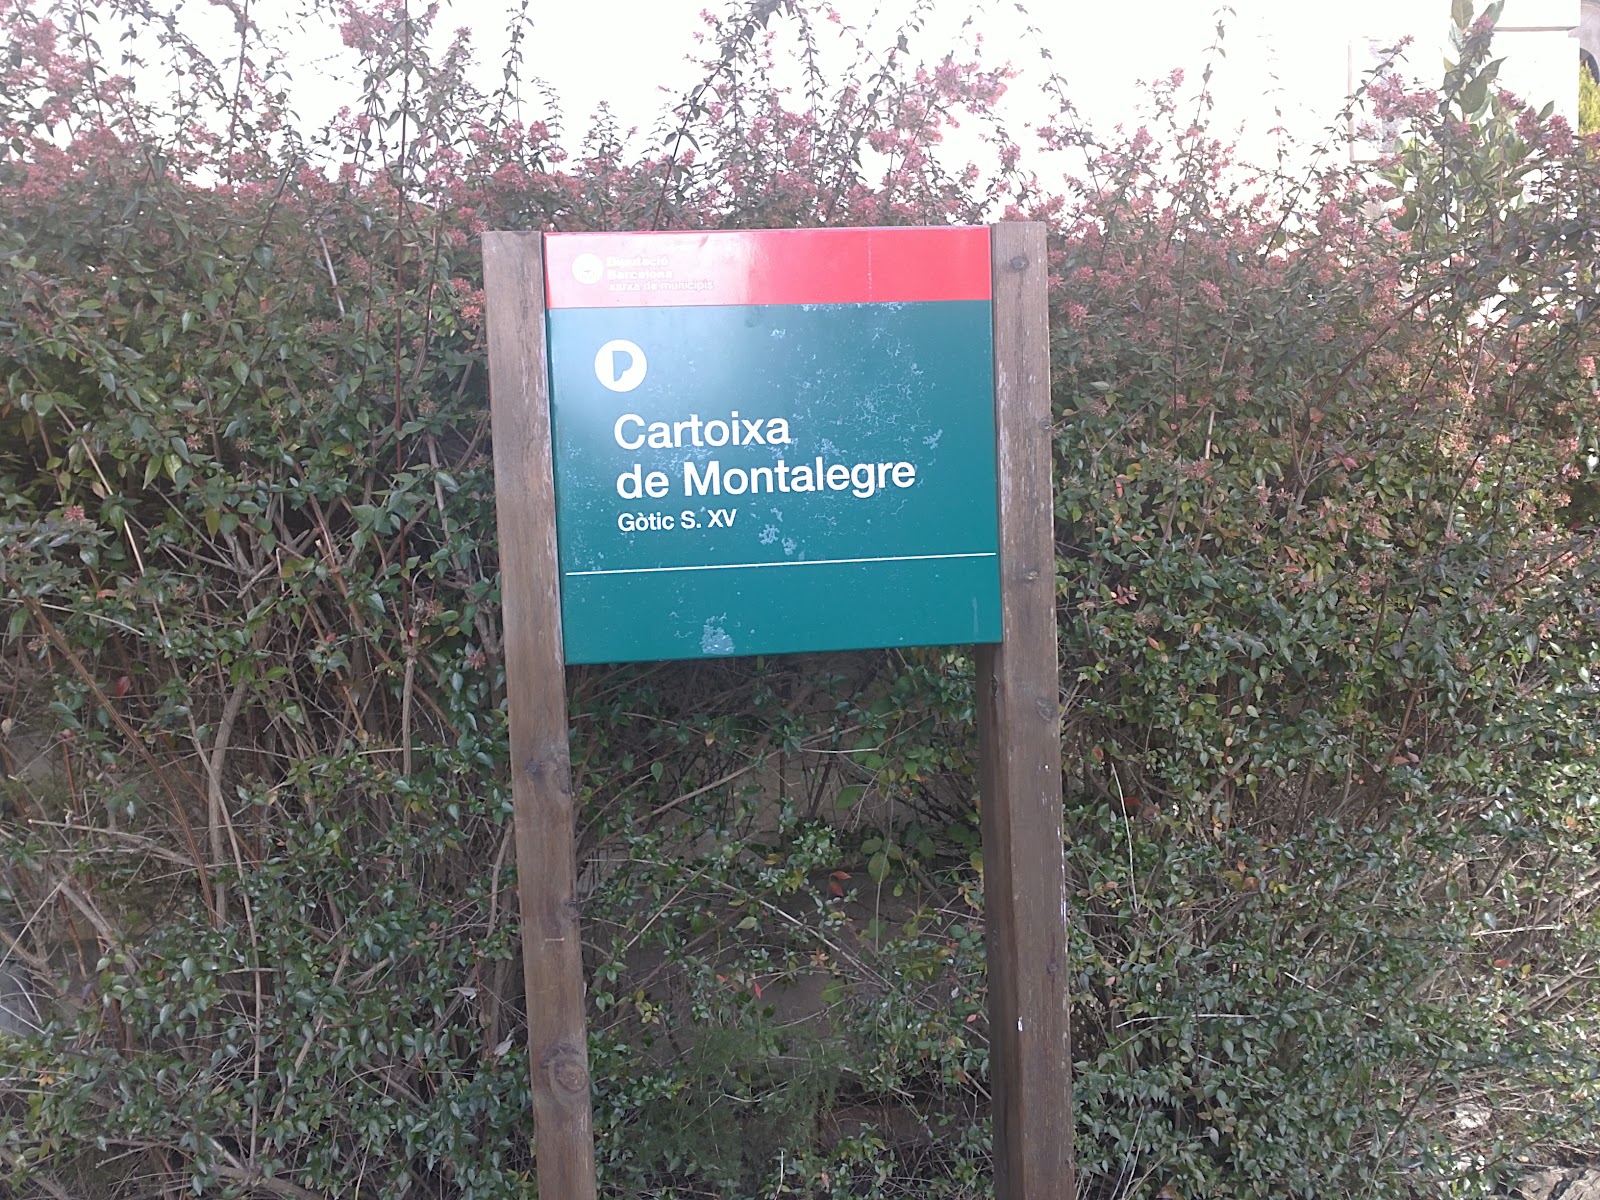 Diputació
Barcelona
xarxa de municipis
P
Cartoixa
de Montalegre
Gòtic S. XV